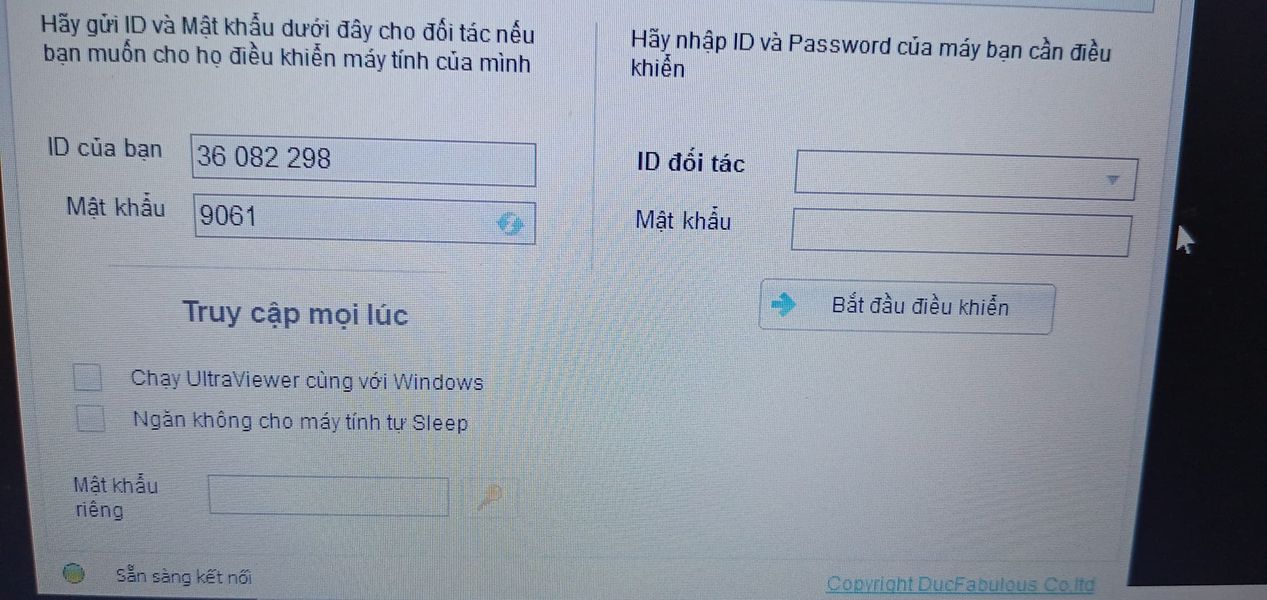 Hãy gửi ID và Mật khẩu dưới đây cho đối tác nếu
bạn muốn cho họ điều khiển máy tính của mình
ID của bạn
36 082 298
Mật khẩu
9061
Truy cập mọi lúc
Chạy UltraViewer cùng với Windows
Ngăn không cho máy tính tự Sleep
Mật khẩu
riêng
Sẵn sàng kết nối
Hãy nhập ID và Password của máy bạn cần điều
khiển
ID đối tác
Mật khẩu
Bắt đầu điều khiển
Copyright DucFabulous Co,ltd